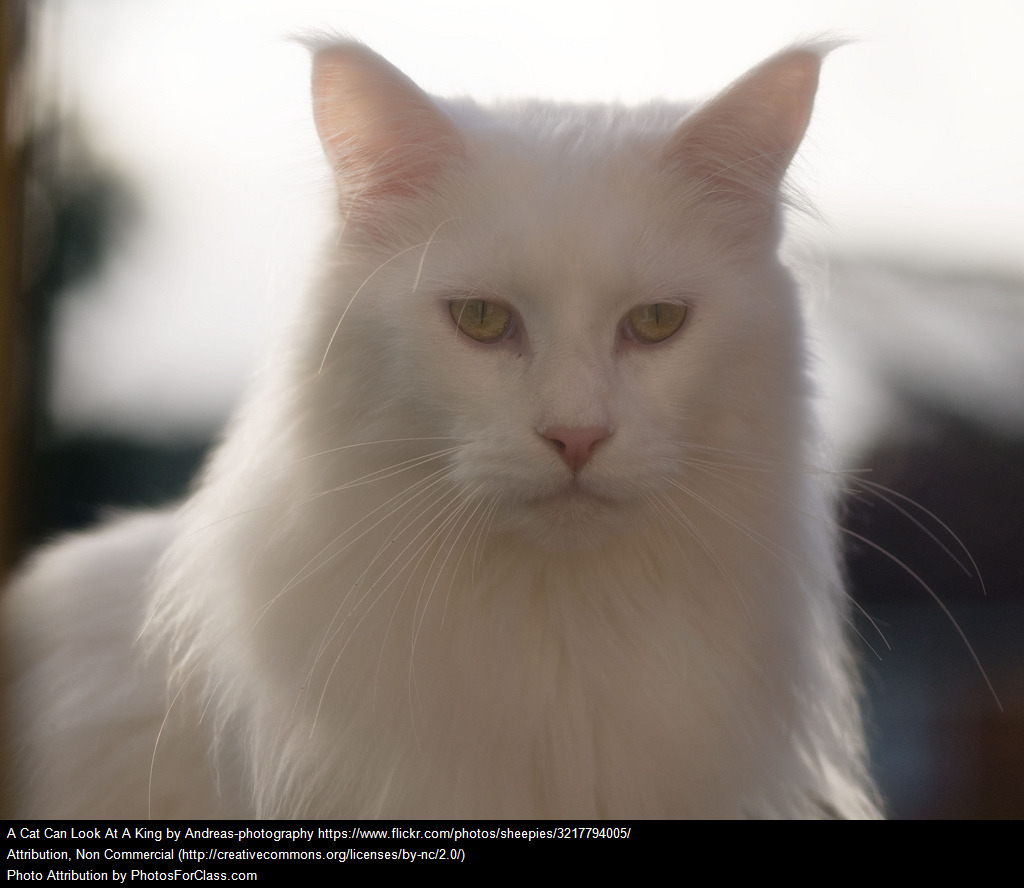 A Cat Can Look At A King by Andreas-photography https://www.flickr.com/photos/sheepies/3217794005/
Attribution, Non Commercial (http://creativecommons.org/licenses/by-nc/2.0/)
Photo Attribution by PhotosForClass.com